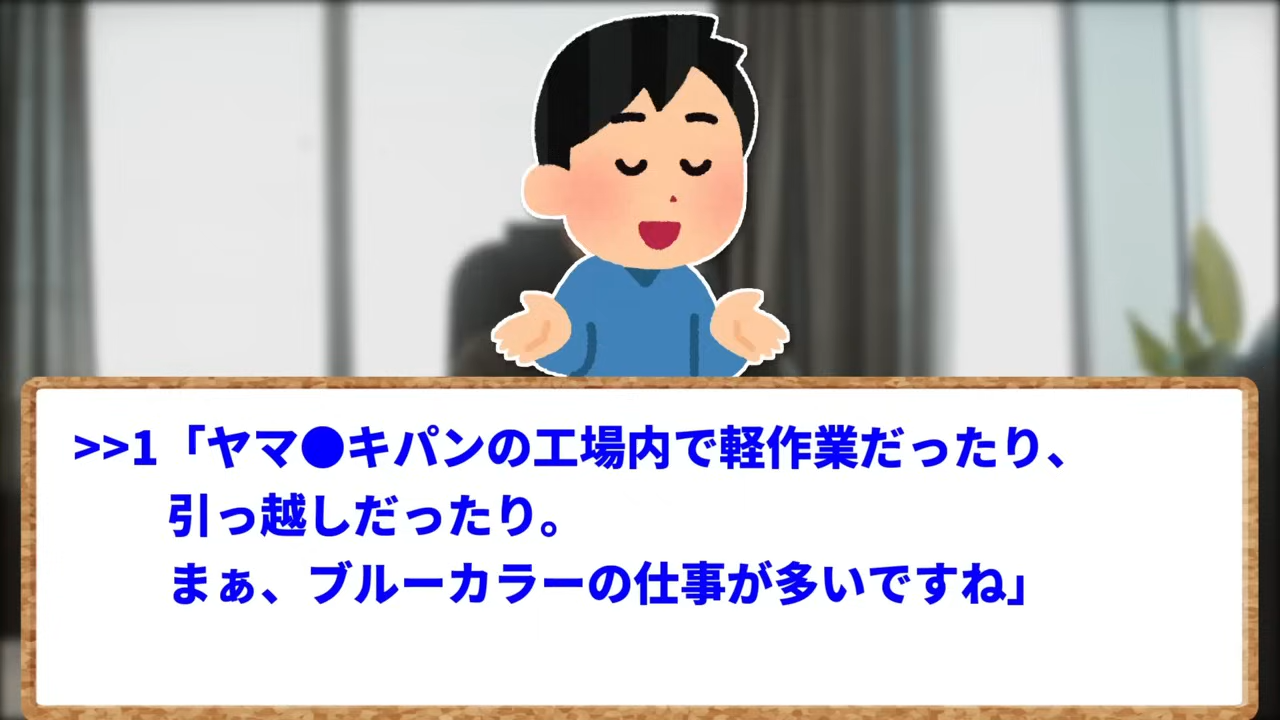 >>1「ヤマ●キパンの工場内で軽作業だったり、
引っ越しだったり。
まぁ、ブルーカラーの仕事が多いですね」